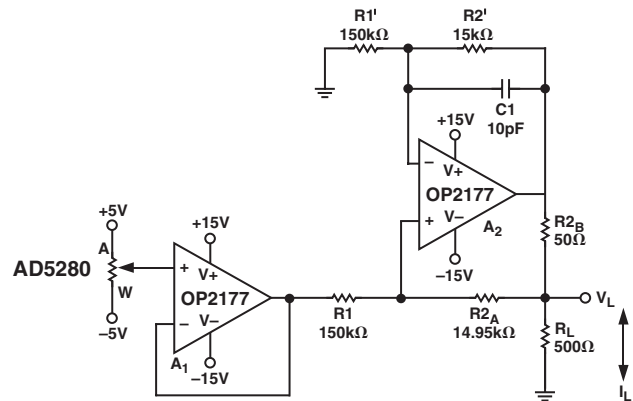 R1'
150kΩ
R2'
15kΩ
C1
10pF
+15V
–
V+
OP2177
+
V–
A2
–15V
R2B
50Ω
+5V
A
AD5280
W
–5V
+15V
+
V+
OP2177
–
V–
A1
–15V
R1
150kΩ
R2A
14.95kΩ
VL
RL
500Ω
IL